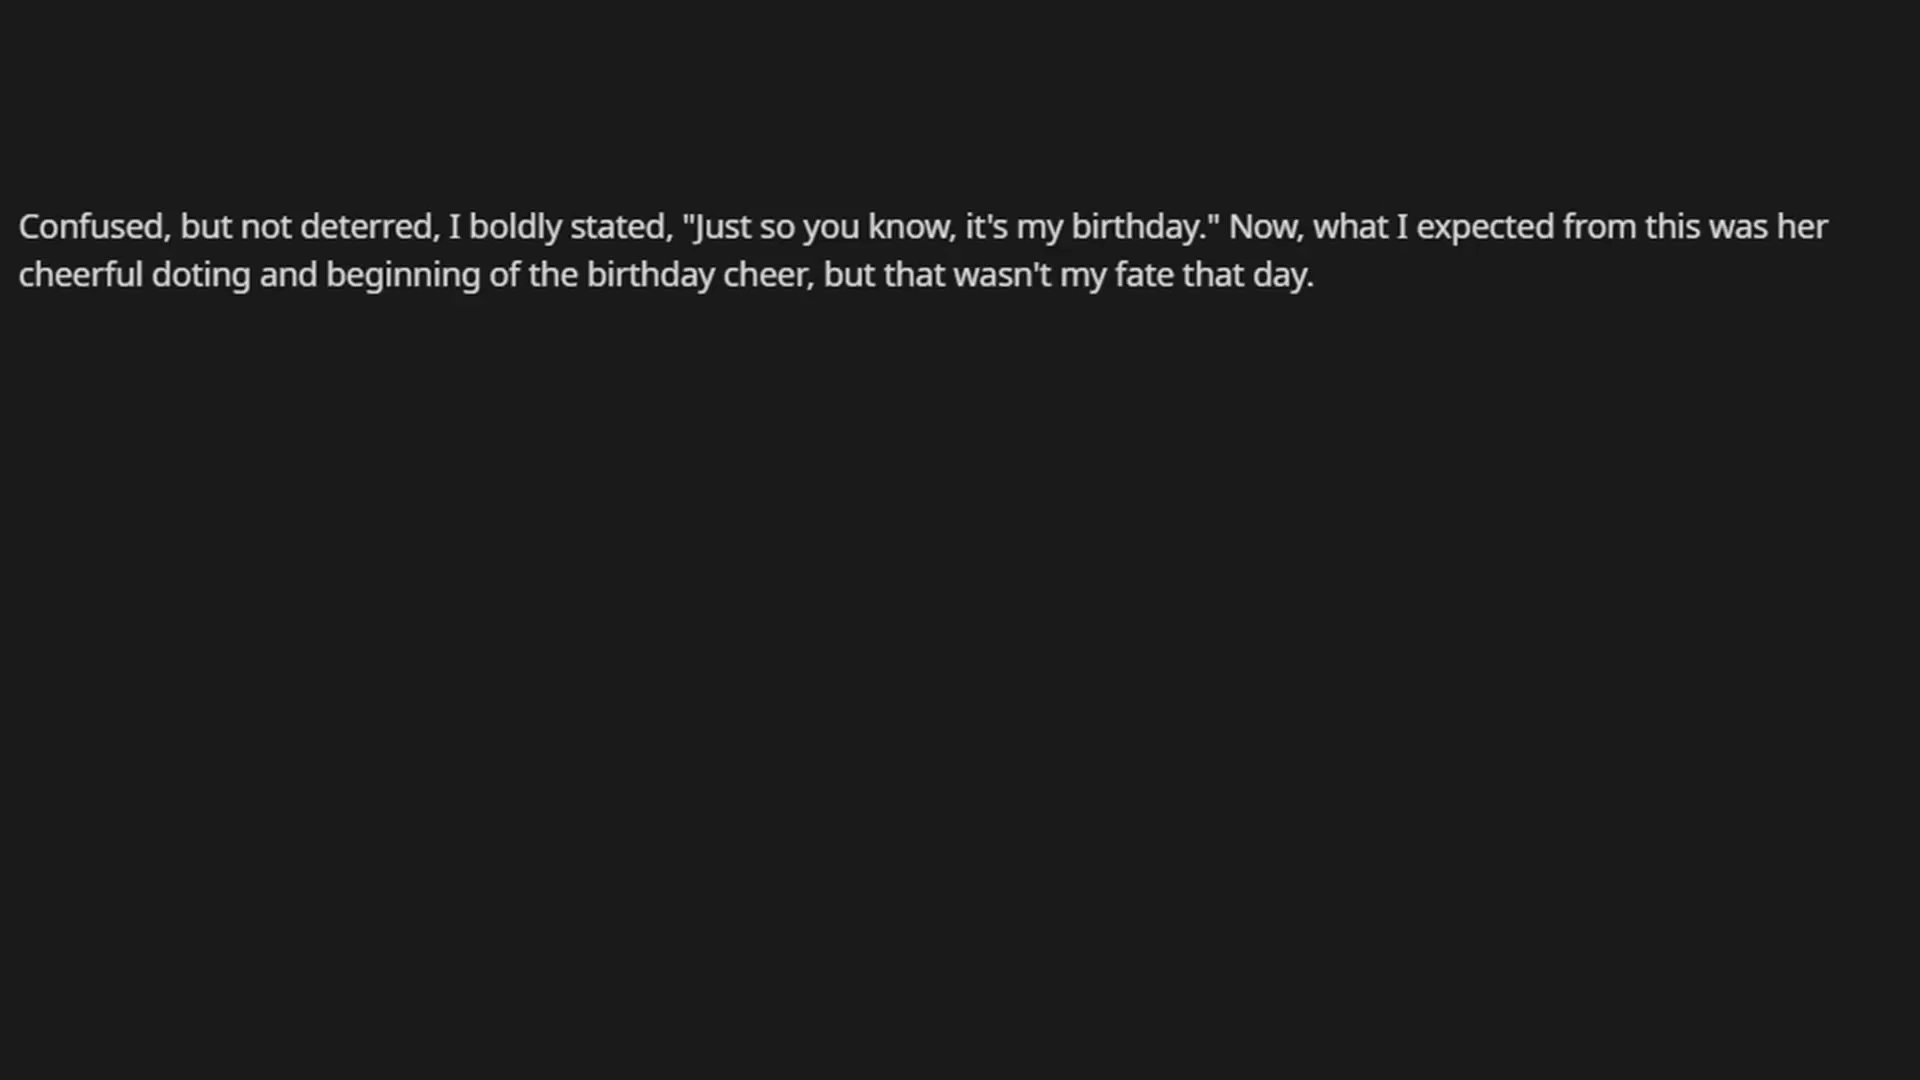 Confused, but not deterred, I boldly stated, "Just so you know, it's my birthday." Now, what I expected from this was her
cheerful doting and beginning of the birthday cheer, but that wasn't my fate that day.